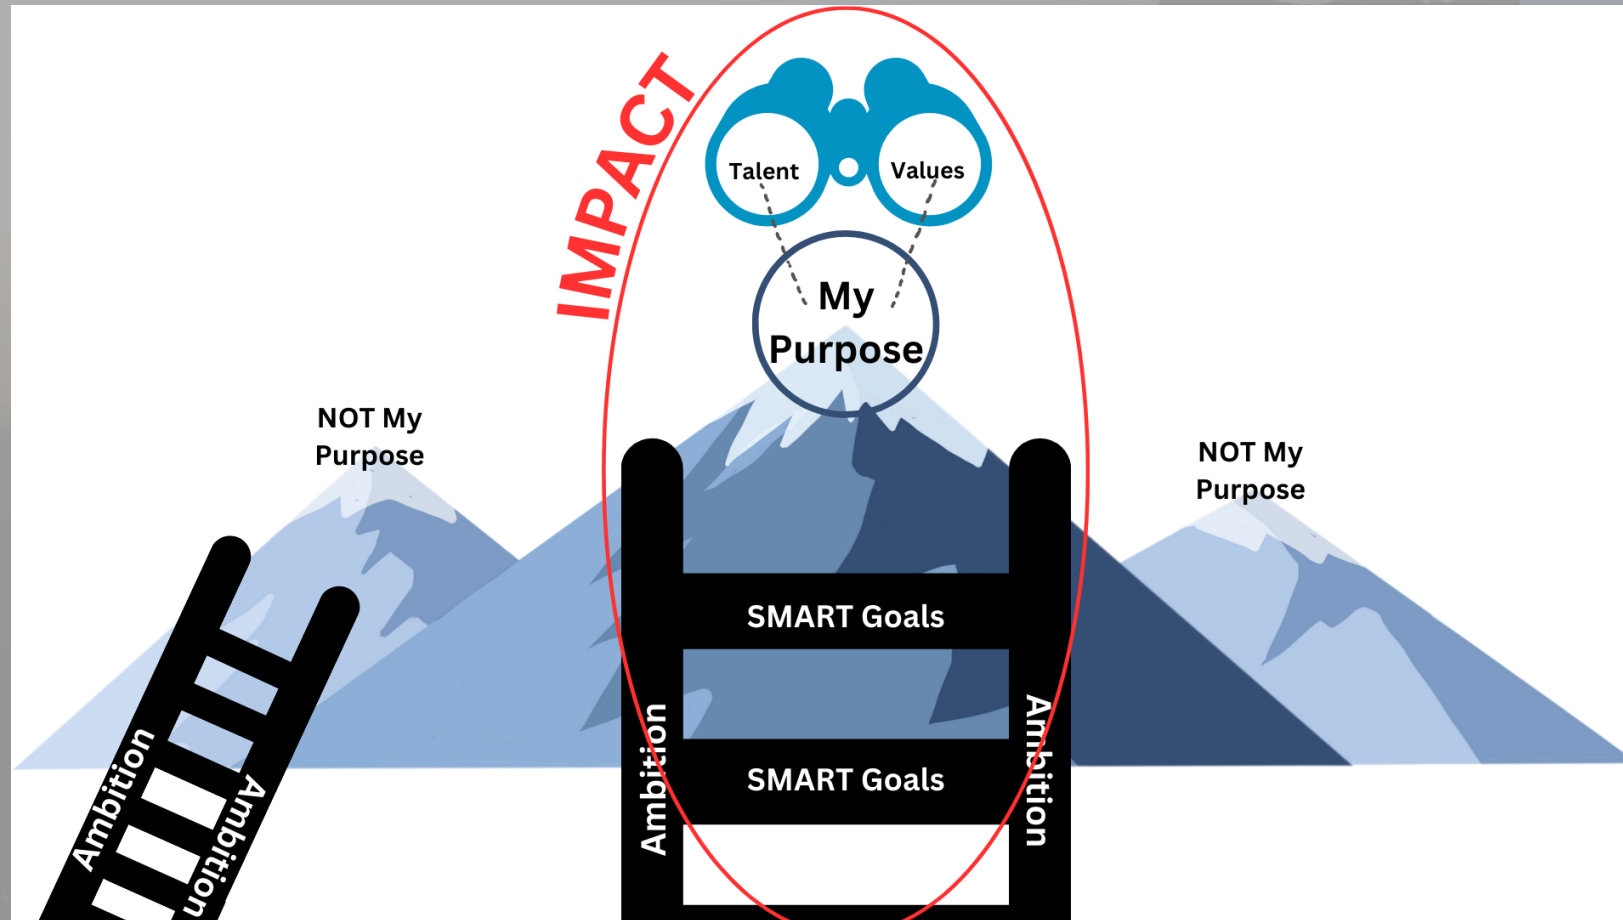 IMPACT
Talent
Values
My
Purpose
NOT My
Purpose
NOT My
Purpose
SMART Goals
SMART Goals
Ambition
Ambition
Ambition
Ambition